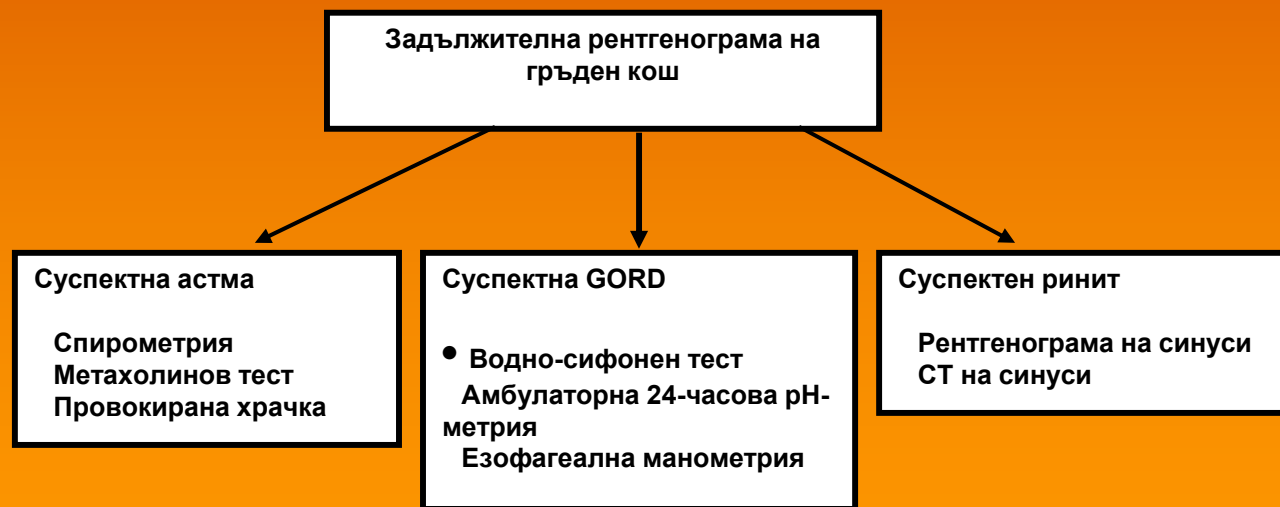 Задължителна рентгенограма на
гръден кош
Суспектна астма
Спирометрия
Метахолинов тест
Провокирана храчка
Суспектна GORD
• Водно-сифонен тест
Амбулаторна 24-часова pH-
метрия
Езофагеална манометрия
Суспектен ринит
Рентгенограма на синуси
СТ на синуси